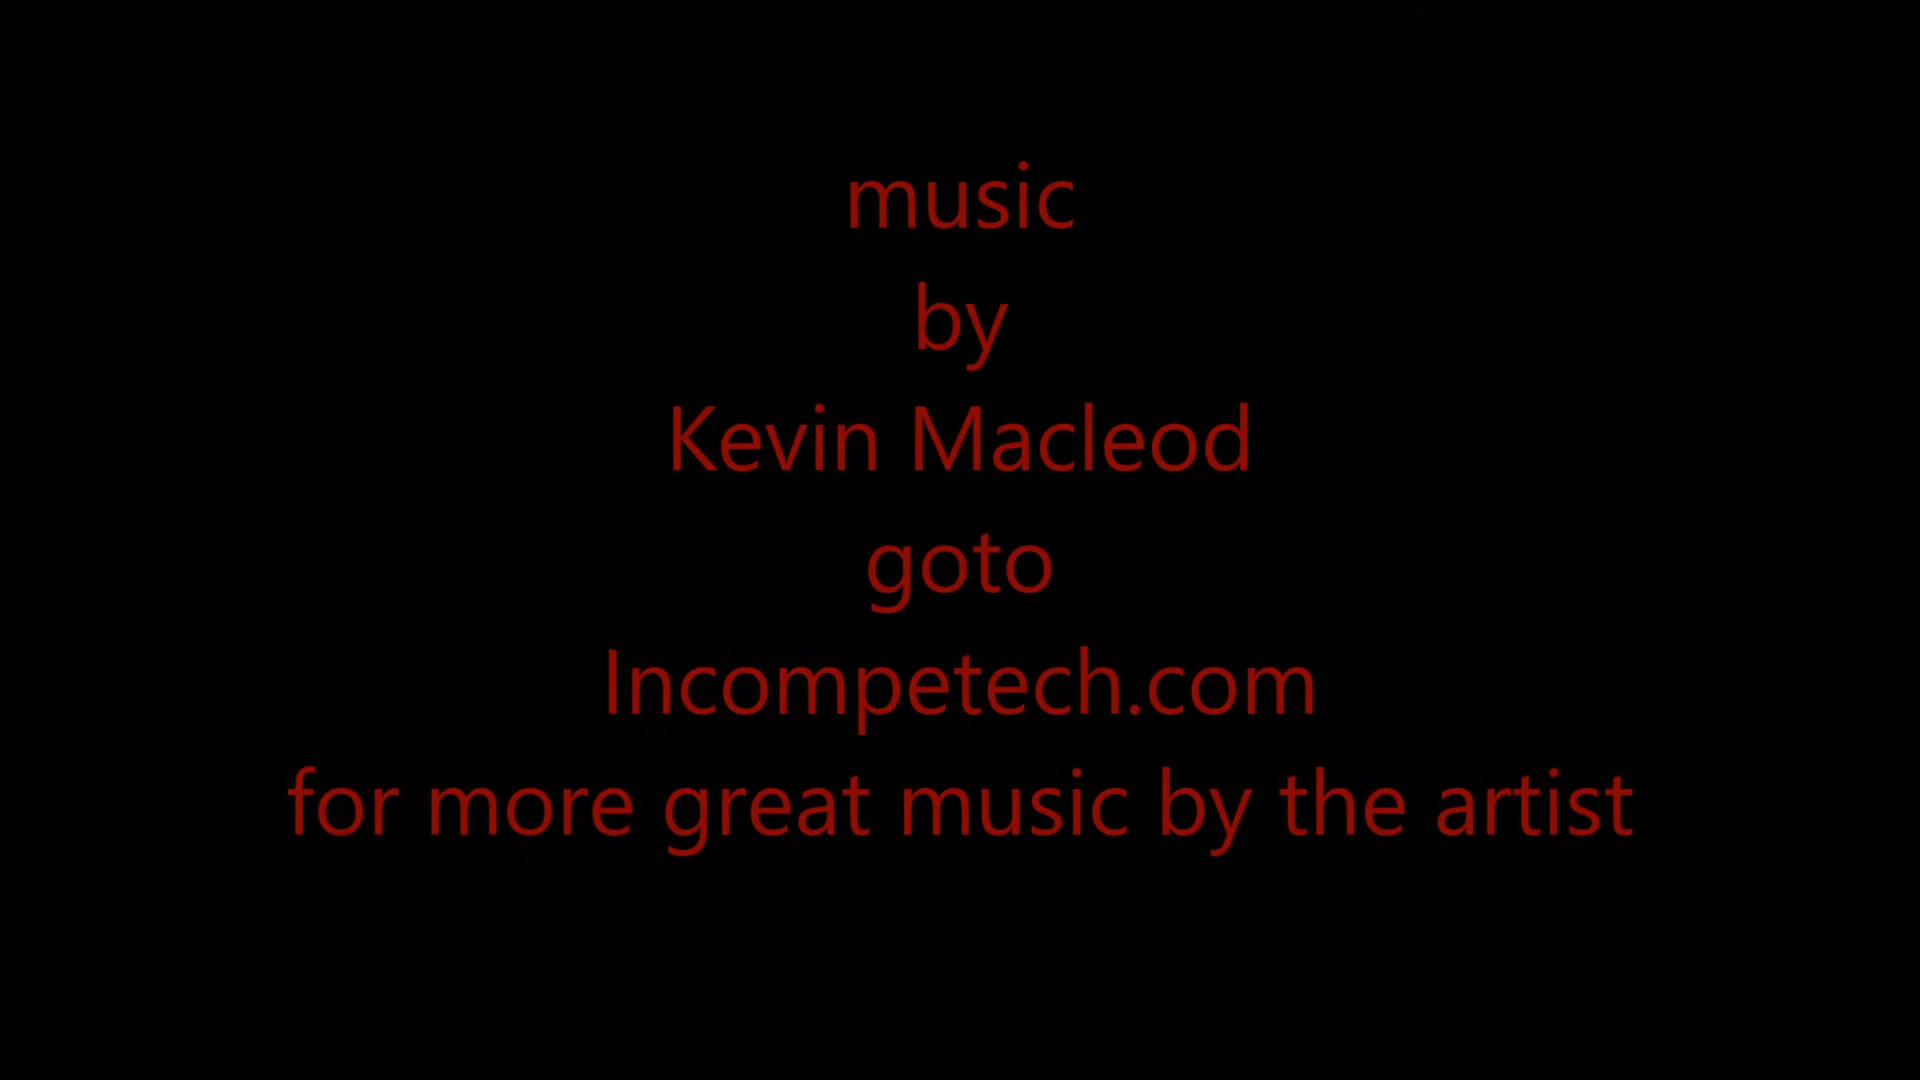 music
by
Kevin Macleod
goto
Incompetech.com
for more great music by the artist